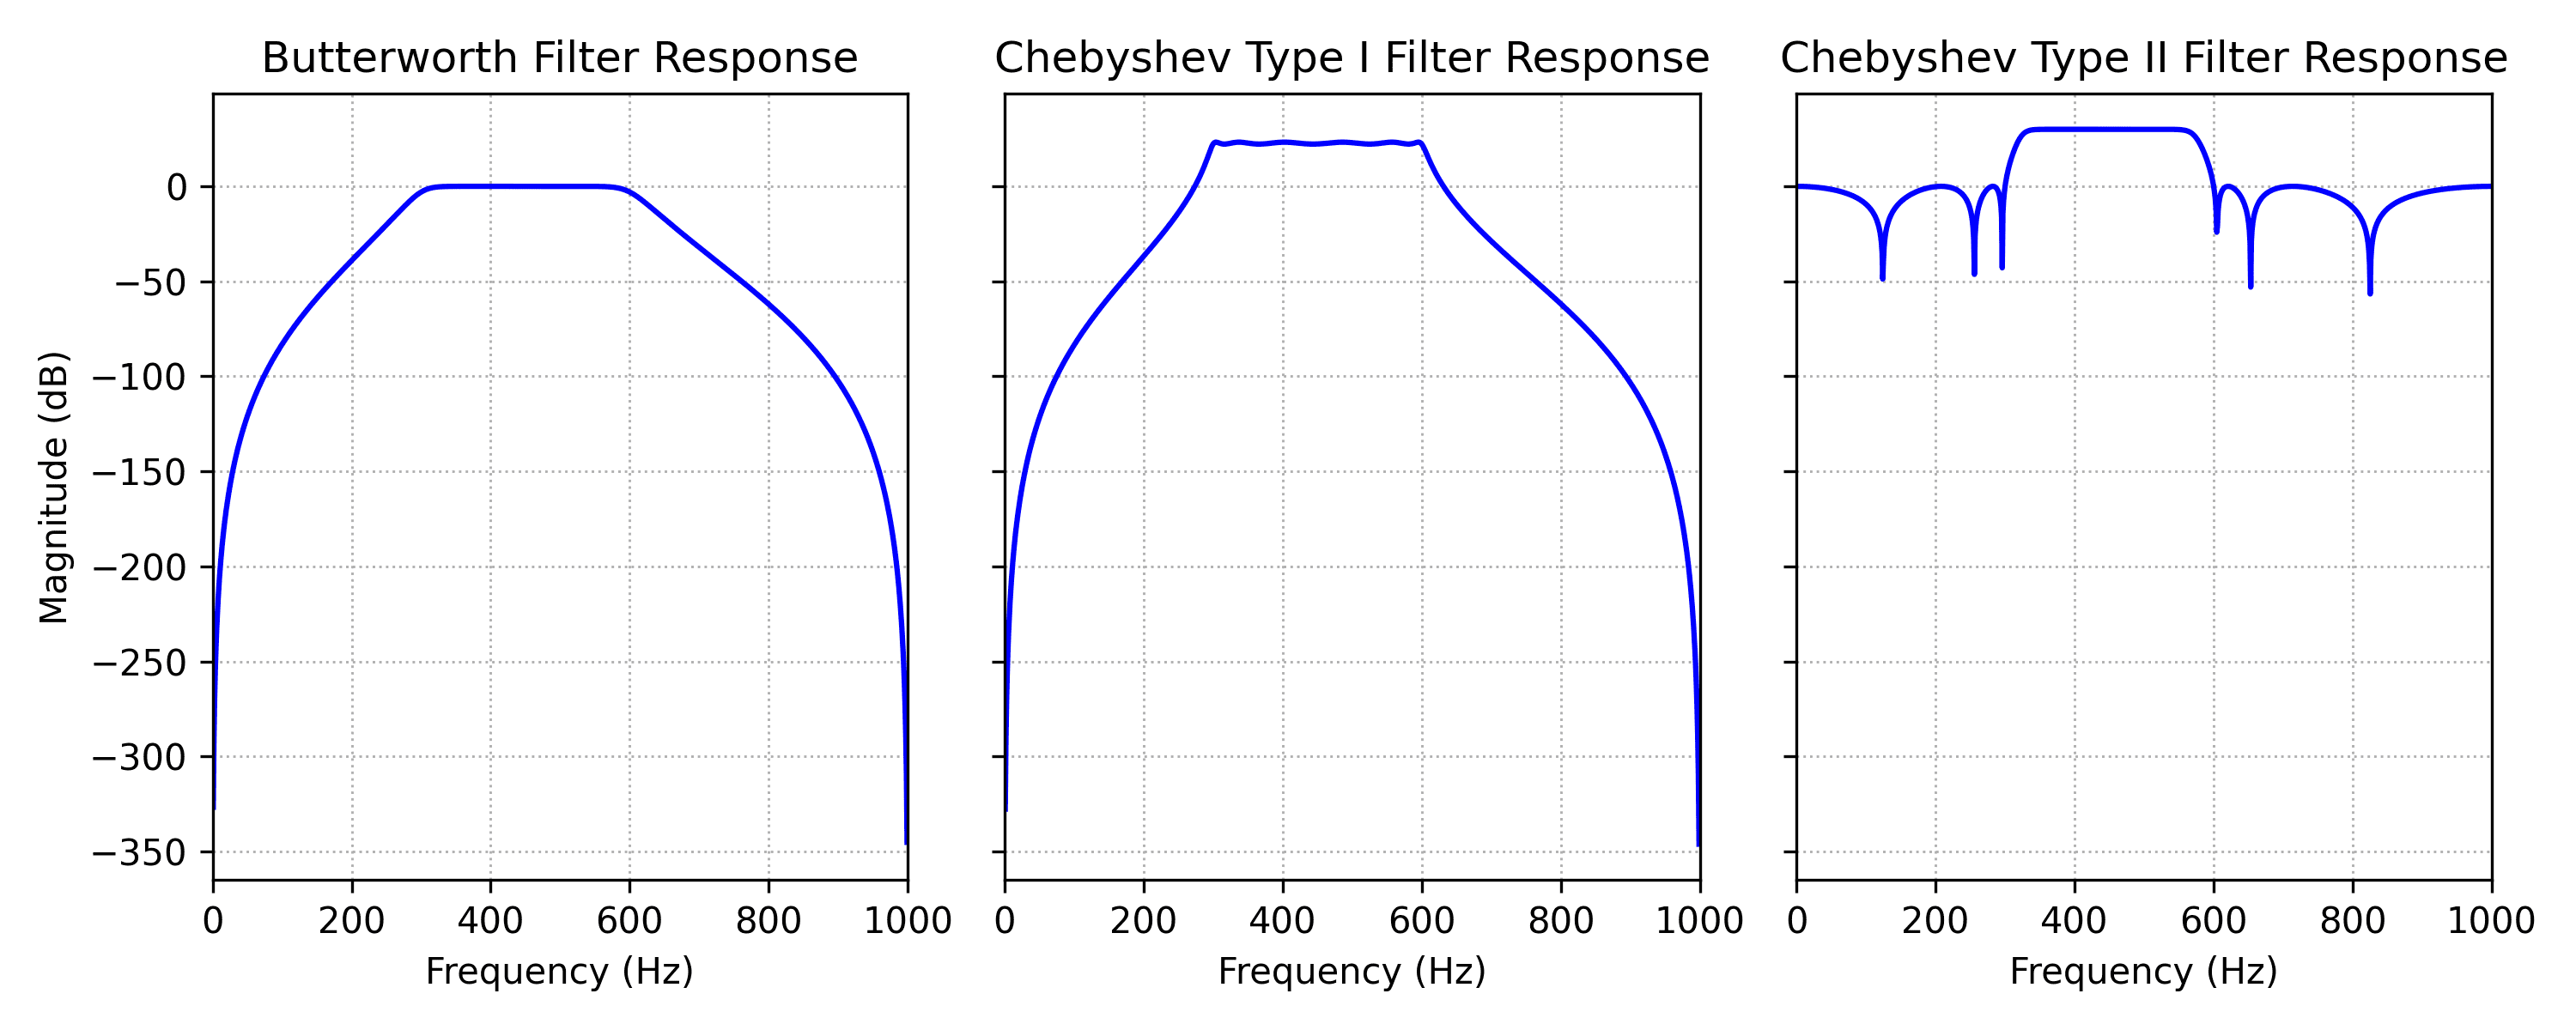 Butterworth Filter Response
Chebyshev Type I Filter Response
Chebyshev Type II Filter Response
Magnitude (dB)
0
−50
−100
−150
−200
−250
−300
−350
0 200 400 600 800 1000
0 200 400 600 800 1000
0 200 400 600 800 1000
Frequency (Hz)
Frequency (Hz)
Frequency (Hz)